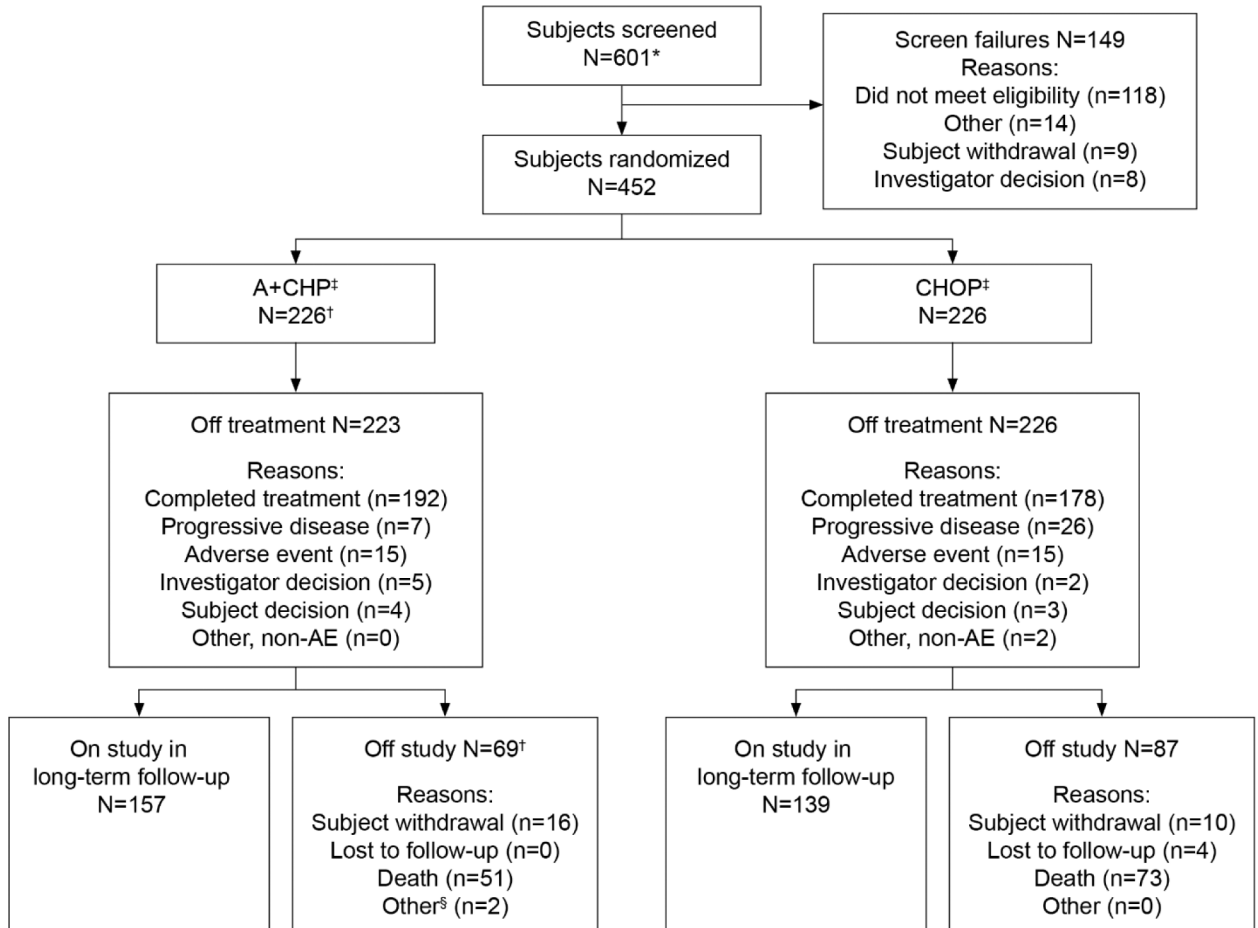 Subjects screened
N=601*
Screen failures N=149
Reasons:
Did not meet eligibility (n=118)
Other (n=14)
Subject withdrawal (n=9)
Investigator decision (n=8)
Subjects randomized
N=452
A+CHP‡
N=226†
CHOP‡
N=226
Off treatment N=223
Reasons:
Completed treatment (n=192)
Progressive disease (n=7)
Adverse event (n=15)
Investigator decision (n=5)
Subject decision (n=4)
Other, non-AE (n=0)
Off treatment N=226
Reasons:
Completed treatment (n=178)
Progressive disease (n=26)
Adverse event (n=15)
Investigator decision (n=2)
Subject decision (n=3)
Other, non-AE (n=2)
On study in
long-term follow-up
N=157
Off study N=69†
Reasons:
Subject withdrawal (n=16)
Lost to follow-up (n=0)
Death (n=51)
Other§ (n=2)
On study in
long-term follow-up
N=139
Off study N=87
Reasons:
Subject withdrawal (n=10)
Lost to follow-up (n=4)
Death (n=73)
Other (n=0)